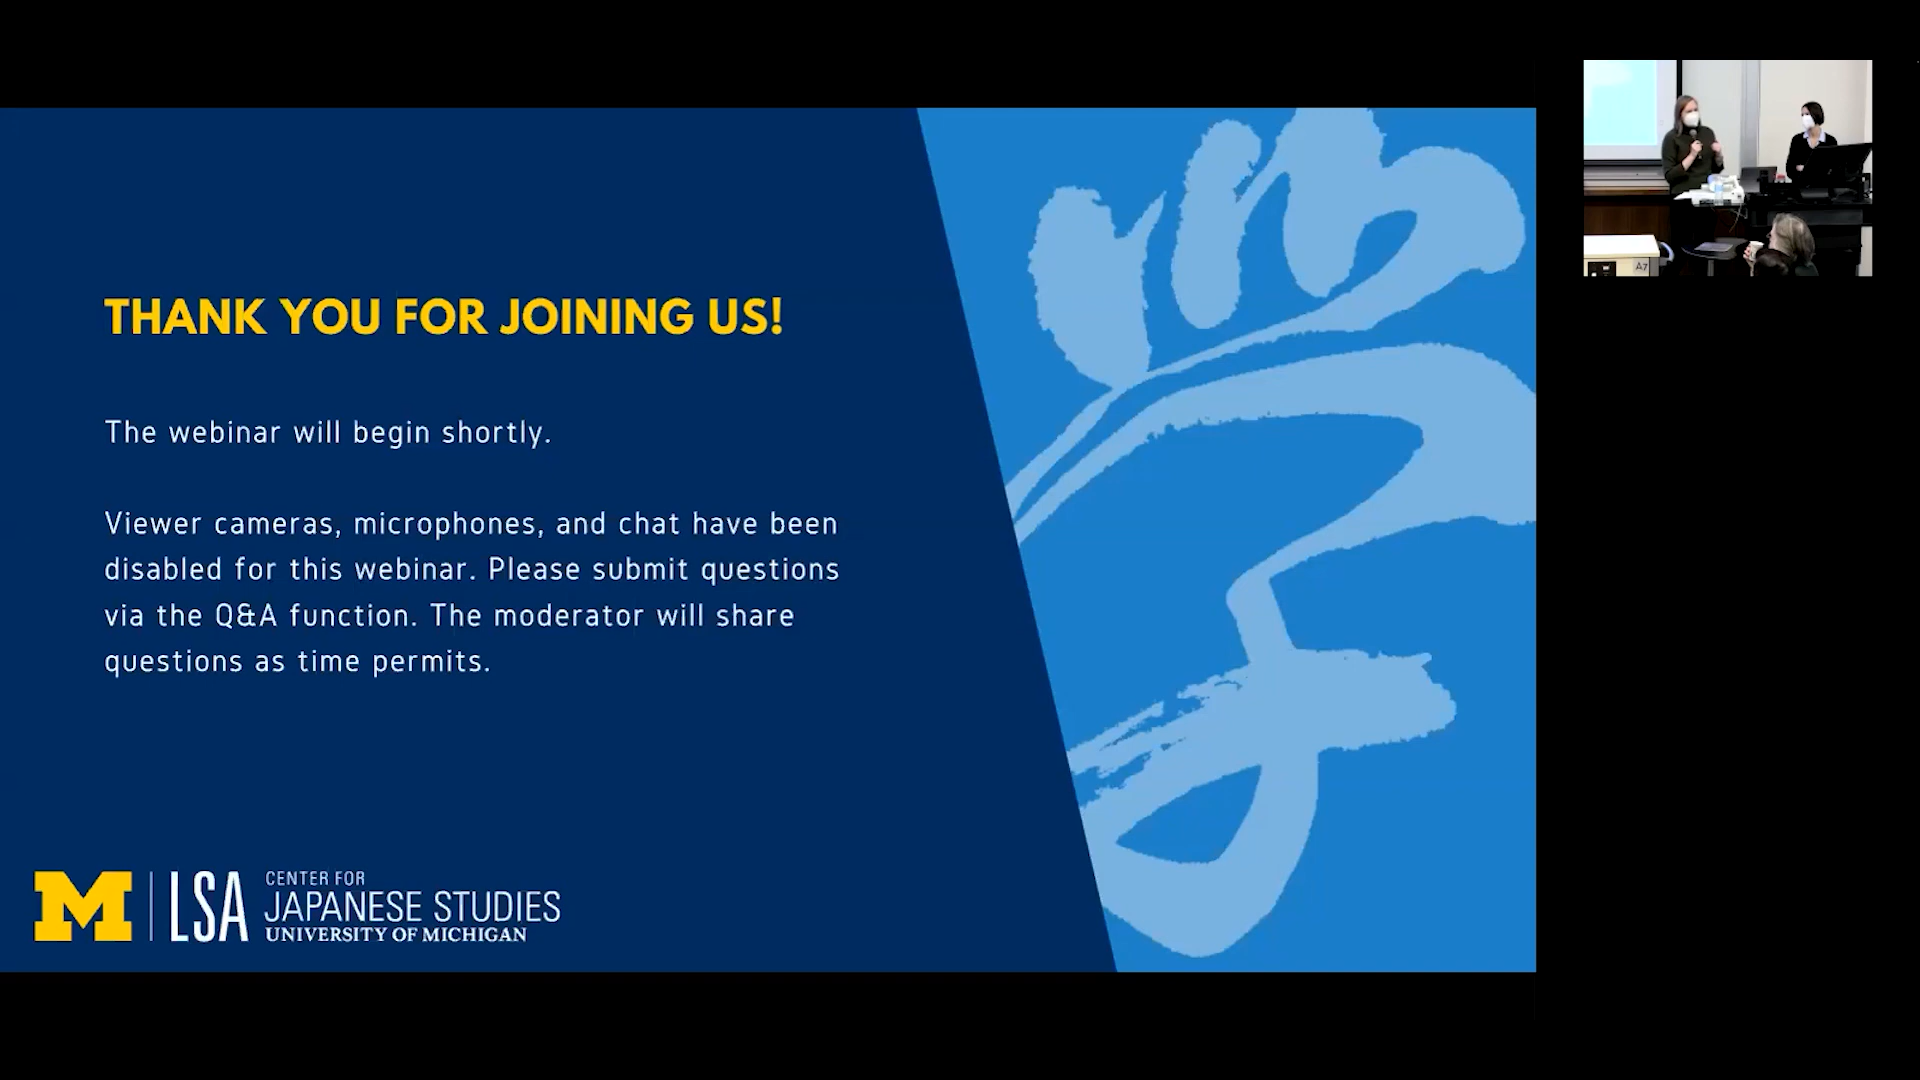 THANK YOU FOR JOINING US!
The webinar will begin shortly.
Viewer cameras, microphones, and chat have been
disabled for this webinar. Please submit questions
via the Q&A function. The moderator will share
questions as time permits.
M LSA CENTER FOR
JAPANESE STUDIES
UNIVERSITY OF MICHIGAN
学
A7